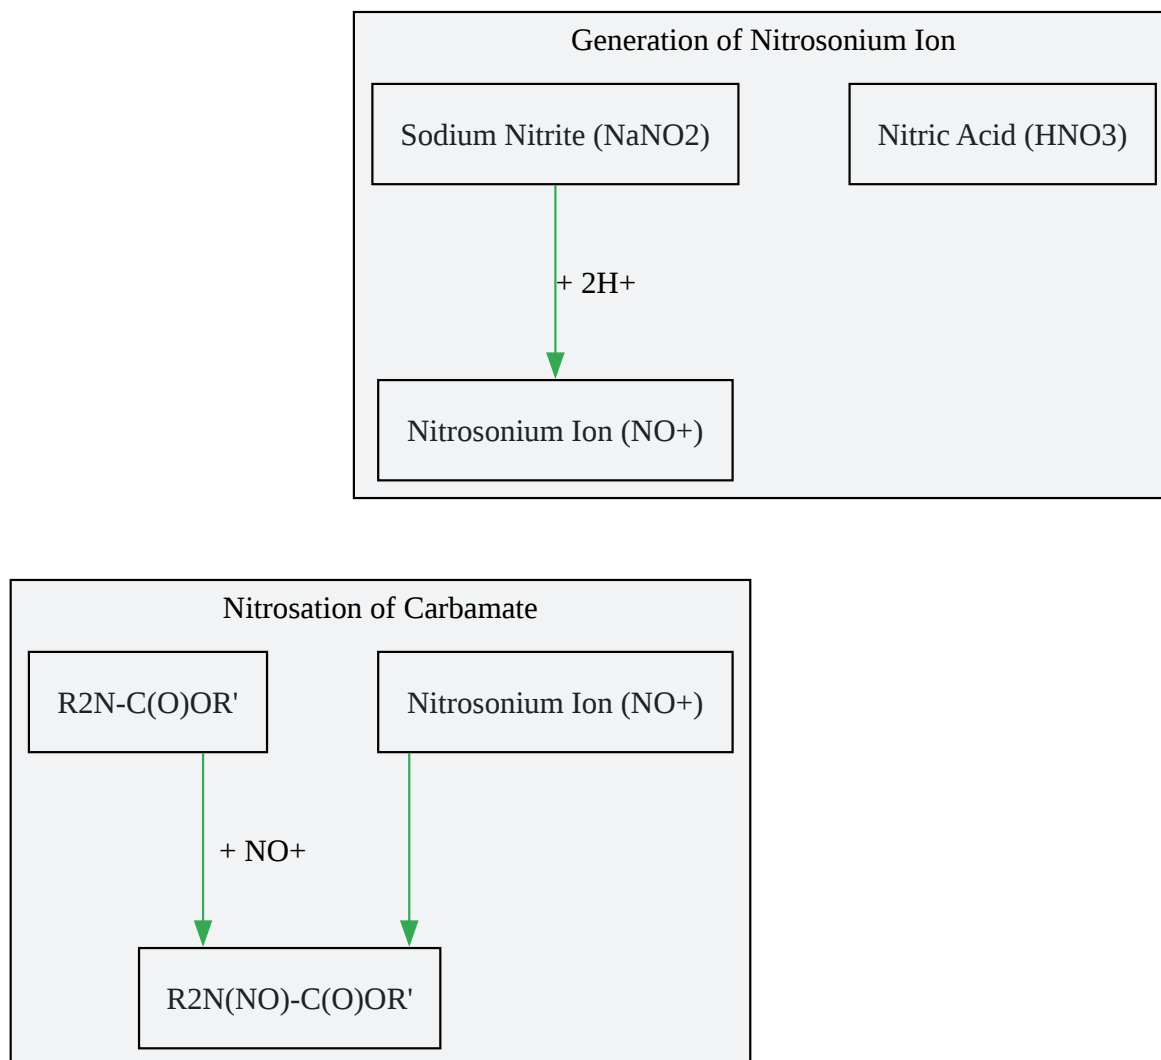 Generation of Nitrosonium Ion
Sodium Nitrite (NaNO2)
Nitric Acid (HNO3)
+ 2H+
Nitrosonium Ion (NO+)
Nitrosation of Carbamate
R2N-C(O)OR'
Nitrosonium Ion (NO+)
+ NO+
R2N(NO)-C(O)OR'